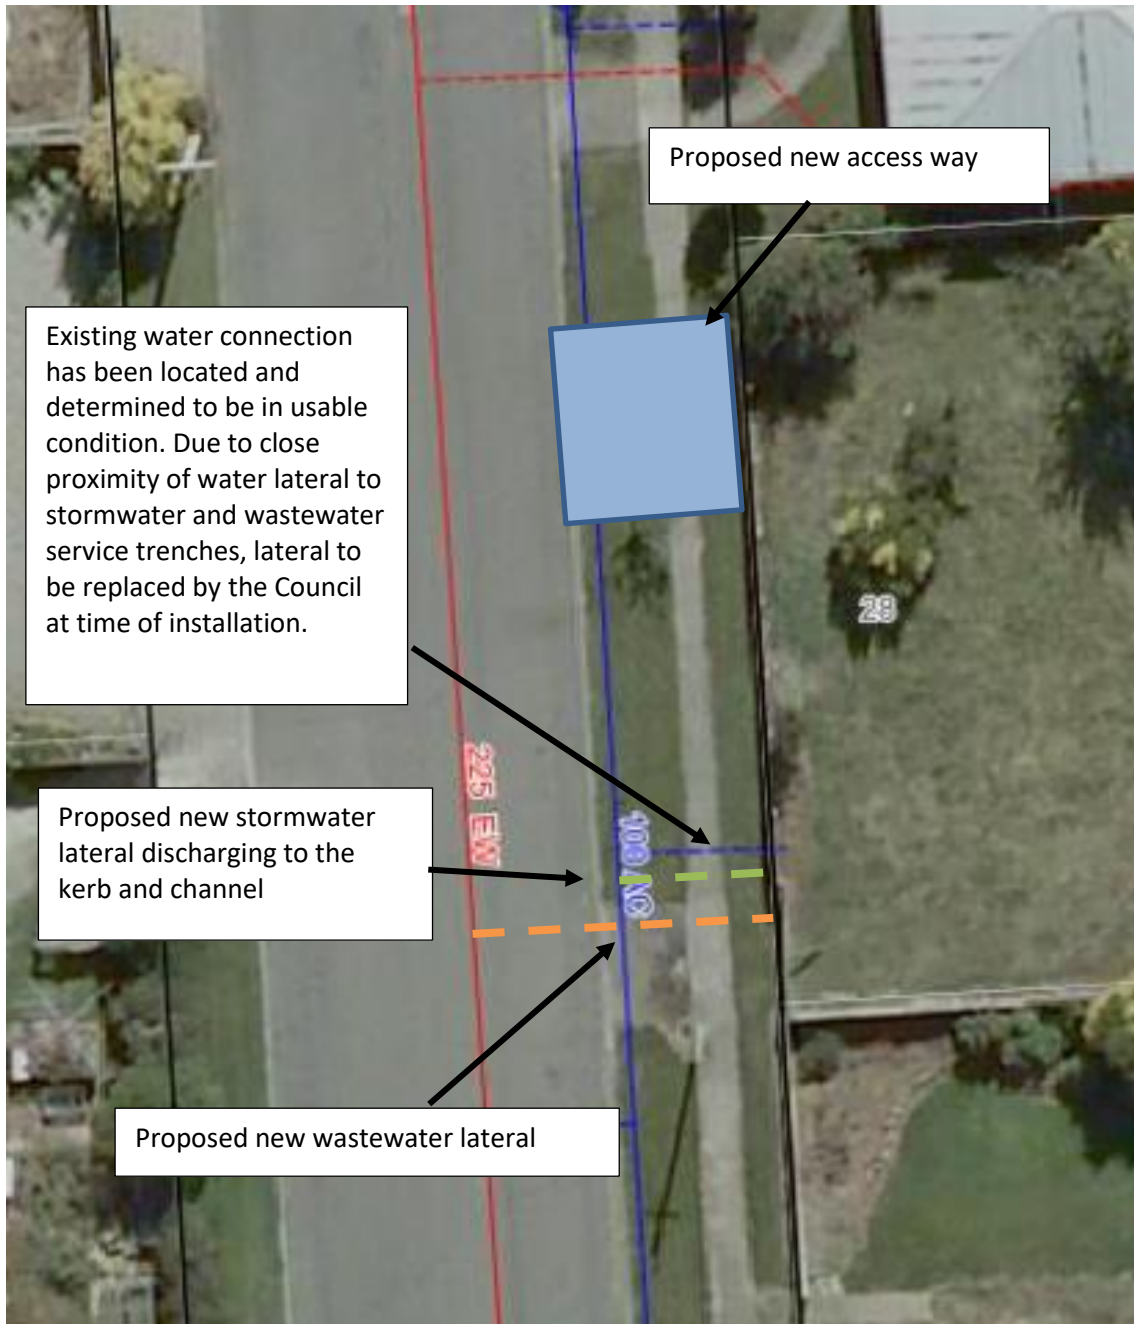 Proposed new access way
Existing water connection
has been located and
determined to be in usable
condition. Due to close
proximity of water lateral to
stormwater and wastewater
service trenches, lateral to
be replaced by the Council
at time of installation.
28
225 EW
Proposed new stormwater
lateral discharging to the
kerb and channel
100 AC
Proposed new wastewater lateral